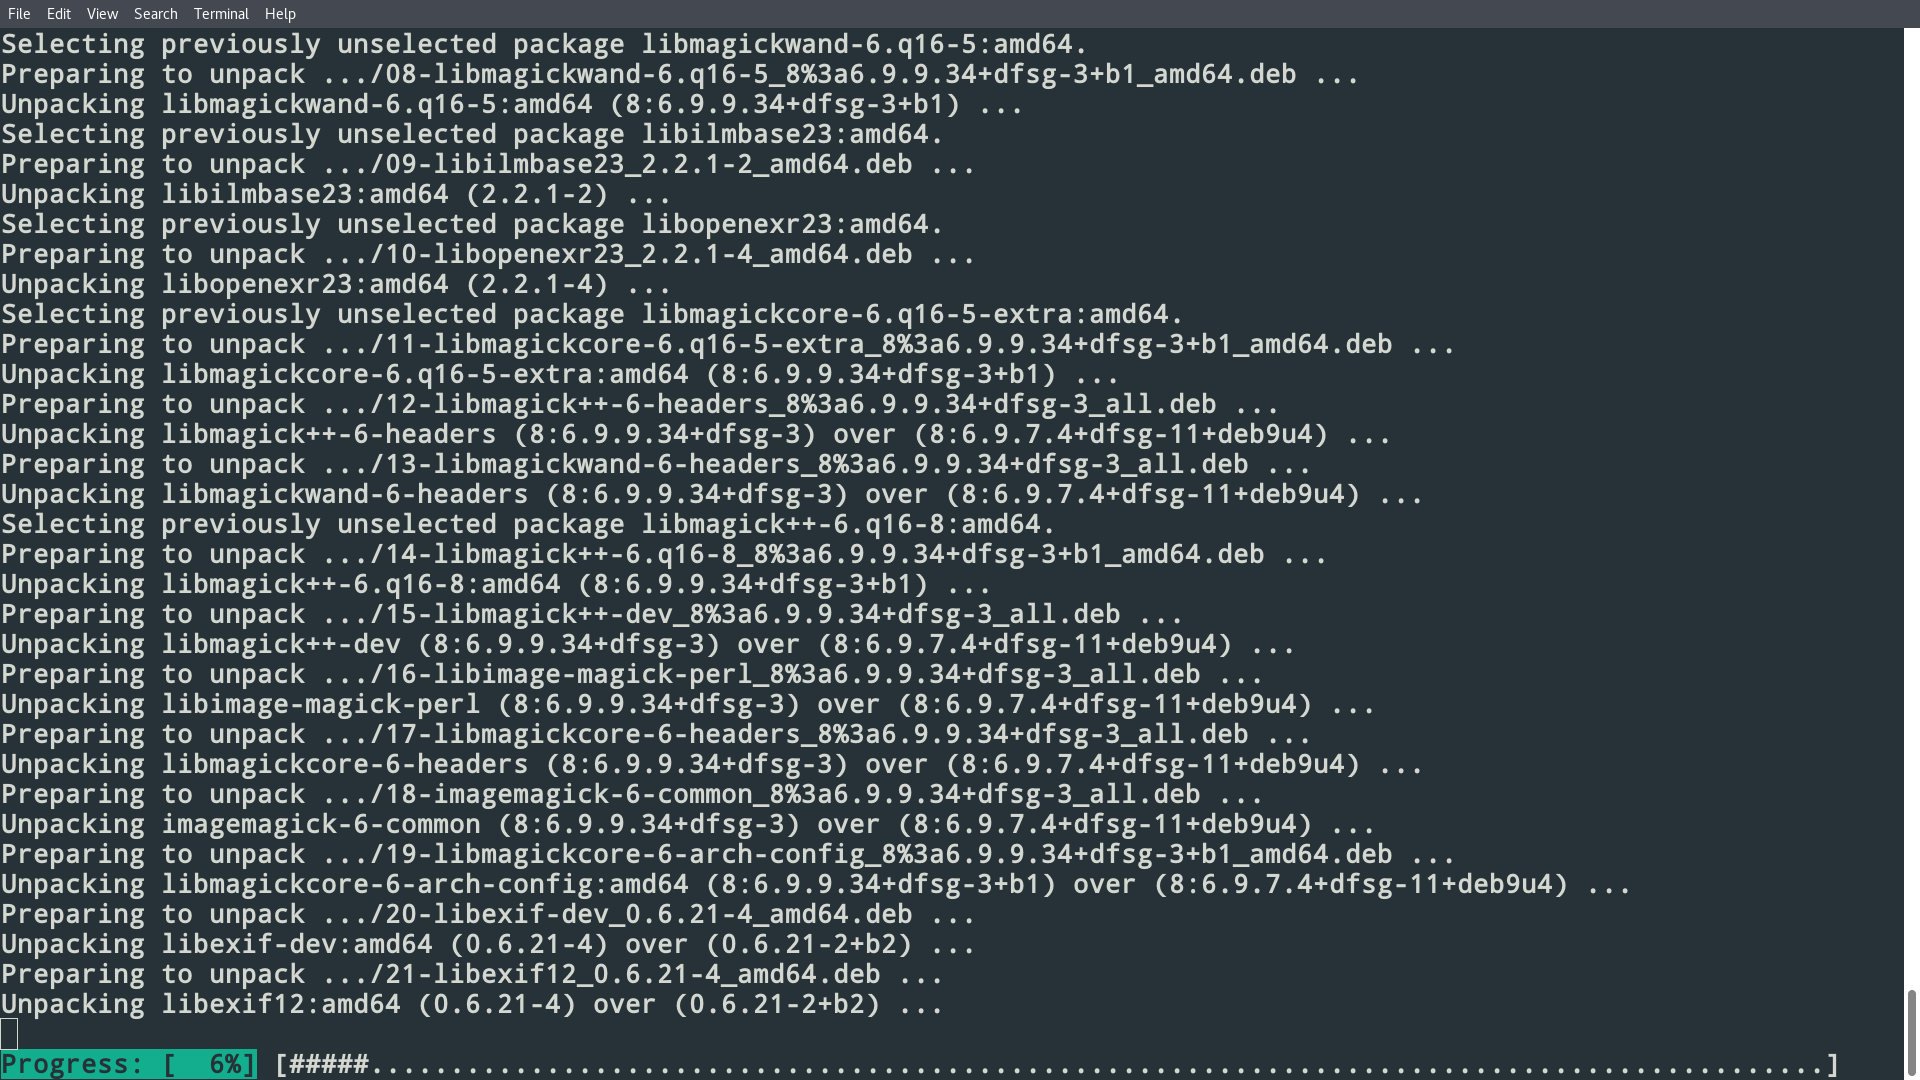 File Edit View Search Terminal Help
Selecting previously unselected package libmagickwand-6.q16-5:amd64.
Preparing to unpack .../08-libmagickwand-6.q16-5_8%3a6.9.9.34+dfsg-3+b1_amd64.deb ...
Unpacking libmagickwand-6.q16-5:amd64 (8:6.9.9.34+dfsg-3+b1) ...
Selecting previously unselected package libilmbase23:amd64.
Preparing to unpack .../09-libilmbase23_2.2.1-2_amd64.deb ...
Unpacking libilmbase23:amd64 (2.2.1-2) ...
Selecting previously unselected package libopenexr23:amd64.
Preparing to unpack .../10-libopenexr23_2.2.1-4_amd64.deb ...
Unpacking libopenexr23:amd64 (2.2.1-4) ...
Selecting previously unselected package libmagickcore-6.q16-5-extra:amd64.
Preparing to unpack .../11-libmagickcore-6.q16-5-extra_8%3a6.9.9.34+dfsg-3+b1_amd64.deb ...
Unpacking libmagickcore-6.q16-5-extra:amd64 (8:6.9.9.34+dfsg-3+b1) ...
Preparing to unpack .../12-libmagick++-6-headers_8%3a6.9.9.34+dfsg-3_all.deb ...
Unpacking libmagick++-6-headers (8:6.9.9.34+dfsg-3) over (8:6.9.7.4+dfsg-11+deb9u4) ...
Preparing to unpack .../13-libmagickwand-6-headers_8%3a6.9.9.34+dfsg-3_all.deb ...
Unpacking libmagickwand-6-headers (8:6.9.9.34+dfsg-3) over (8:6.9.7.4+dfsg-11+deb9u4) ...
Selecting previously unselected package libmagick++-6.q16-8:amd64.
Preparing to unpack .../14-libmagick++-6.q16-8_8%3a6.9.9.34+dfsg-3+b1_amd64.deb ...
Unpacking libmagick++-6.q16-8:amd64 (8:6.9.9.34+dfsg-3+b1) ...
Preparing to unpack .../15-libmagick++-dev_8%3a6.9.9.34+dfsg-3_all.deb ...
Unpacking libmagick++-dev (8:6.9.9.34+dfsg-3) over (8:6.9.7.4+dfsg-11+deb9u4) ...
Preparing to unpack .../16-libimage-magick-perl_8%3a6.9.9.34+dfsg-3_all.deb ...
Unpacking libimage-magick-perl (8:6.9.9.34+dfsg-3) over (8:6.9.7.4+dfsg-11+deb9u4) ...
Preparing to unpack .../17-libmagickcore-6-headers_8%3a6.9.9.34+dfsg-3_all.deb ...
Unpacking libmagickcore-6-headers (8:6.9.9.34+dfsg-3) over (8:6.9.7.4+dfsg-11+deb9u4) ...
Preparing to unpack .../18-imagemagick-6-common_8%3a6.9.9.34+dfsg-3_all.deb ...
Unpacking imagemagick-6-common (8:6.9.9.34+dfsg-3) over (8:6.9.7.4+dfsg-11+deb9u4) ...
Preparing to unpack .../19-libmagickcore-6-arch-config_8%3a6.9.9.34+dfsg-3+b1_amd64.deb ...
Unpacking libmagickcore-6-arch-config:amd64 (8:6.9.9.34+dfsg-3+b1) over (8:6.9.7.4+dfsg-11+deb9u4) ...
Preparing to unpack .../20-libexif-dev_0.6.21-4_amd64.deb ...
Unpacking libexif-dev:amd64 (0.6.21-4) over (0.6.21-2+b2) ...
Preparing to unpack .../21-libexif12_0.6.21-4_amd64.deb ...
Unpacking libexif12:amd64 (0.6.21-4) over (0.6.21-2+b2) ...
Progress: [  6%] [#####...........................................................................................]